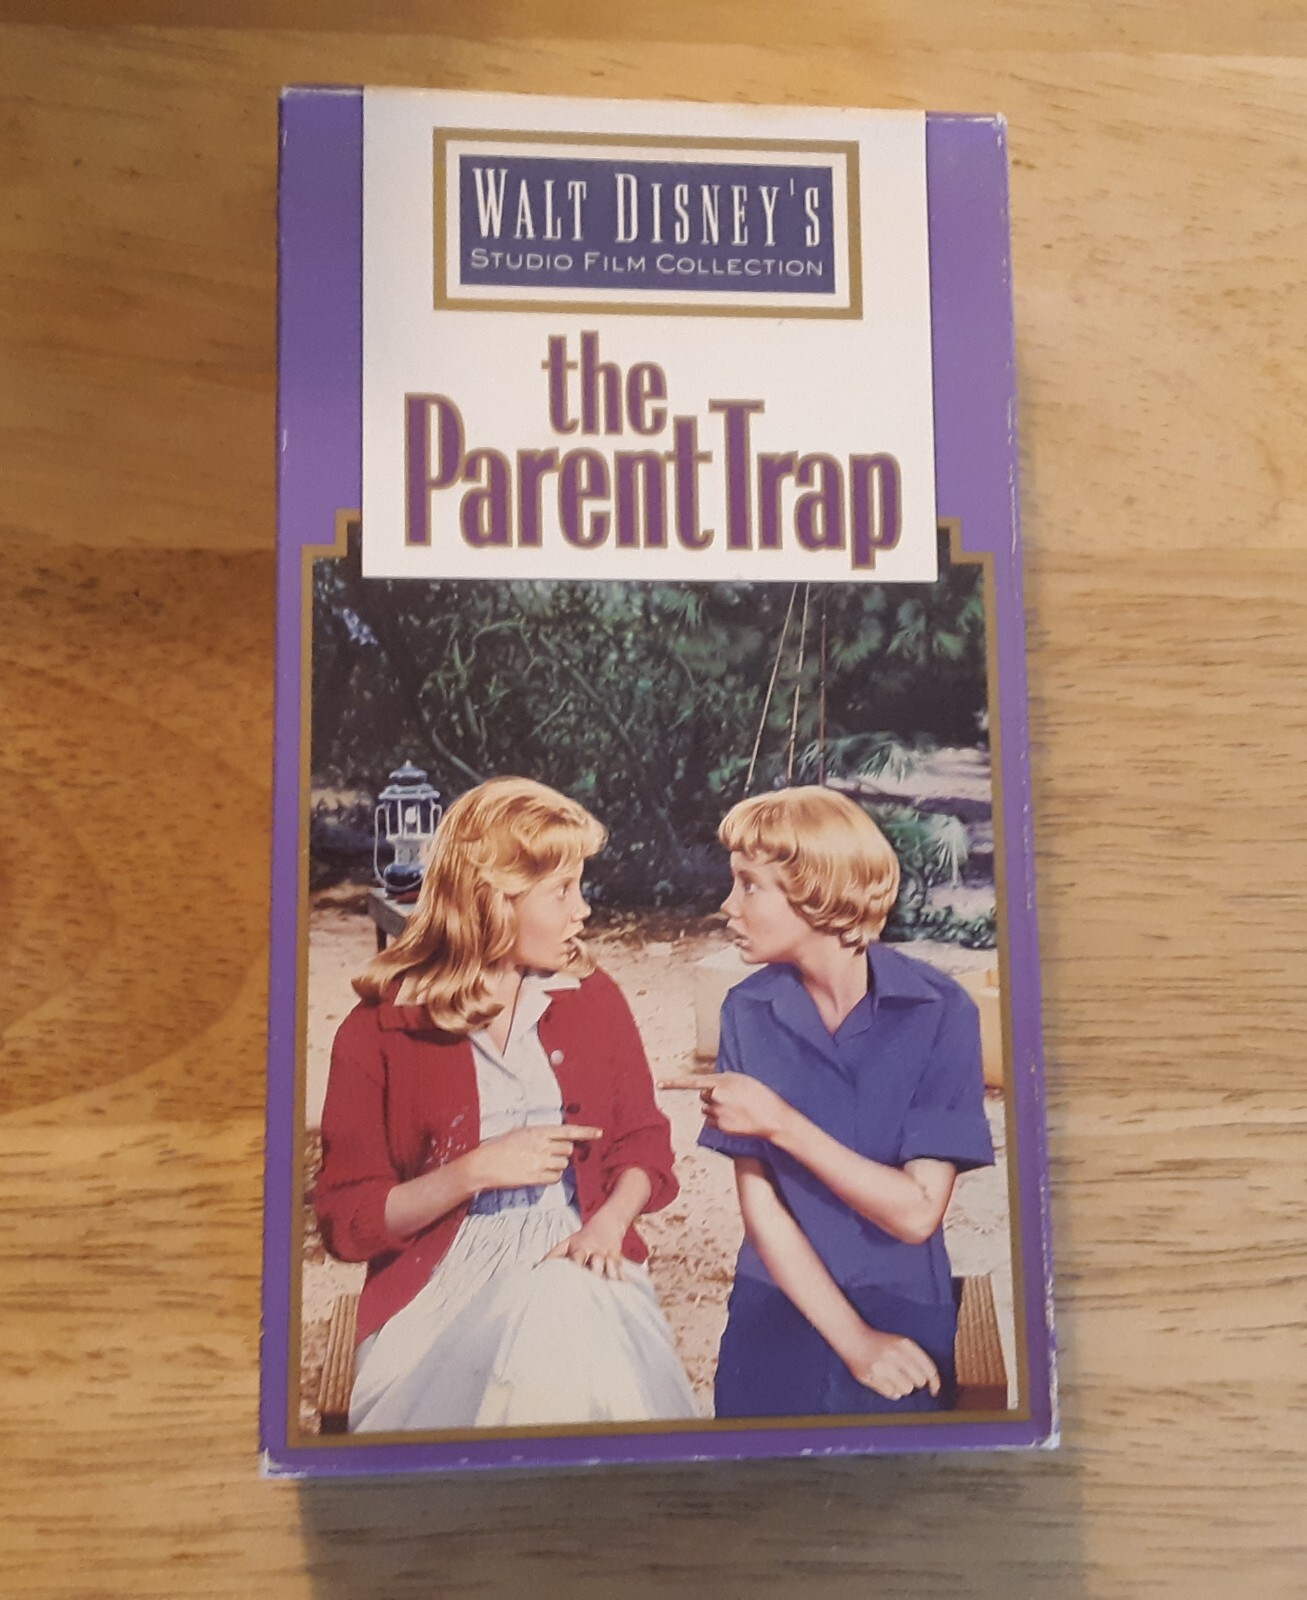 WALT DISNEY'S
STUDIO FILM COLLECTION
the
Parent Trap